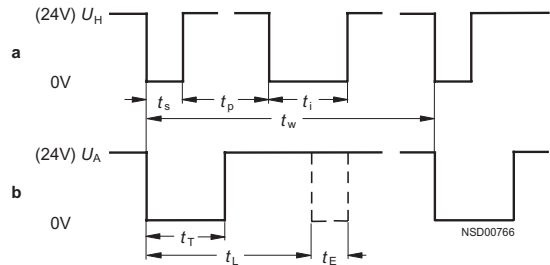 (24V) U_H
a
0V
t_s t_p t_i
t_w
(24V) U_A
b
0V
NSD00766
t_T
t_L t_E